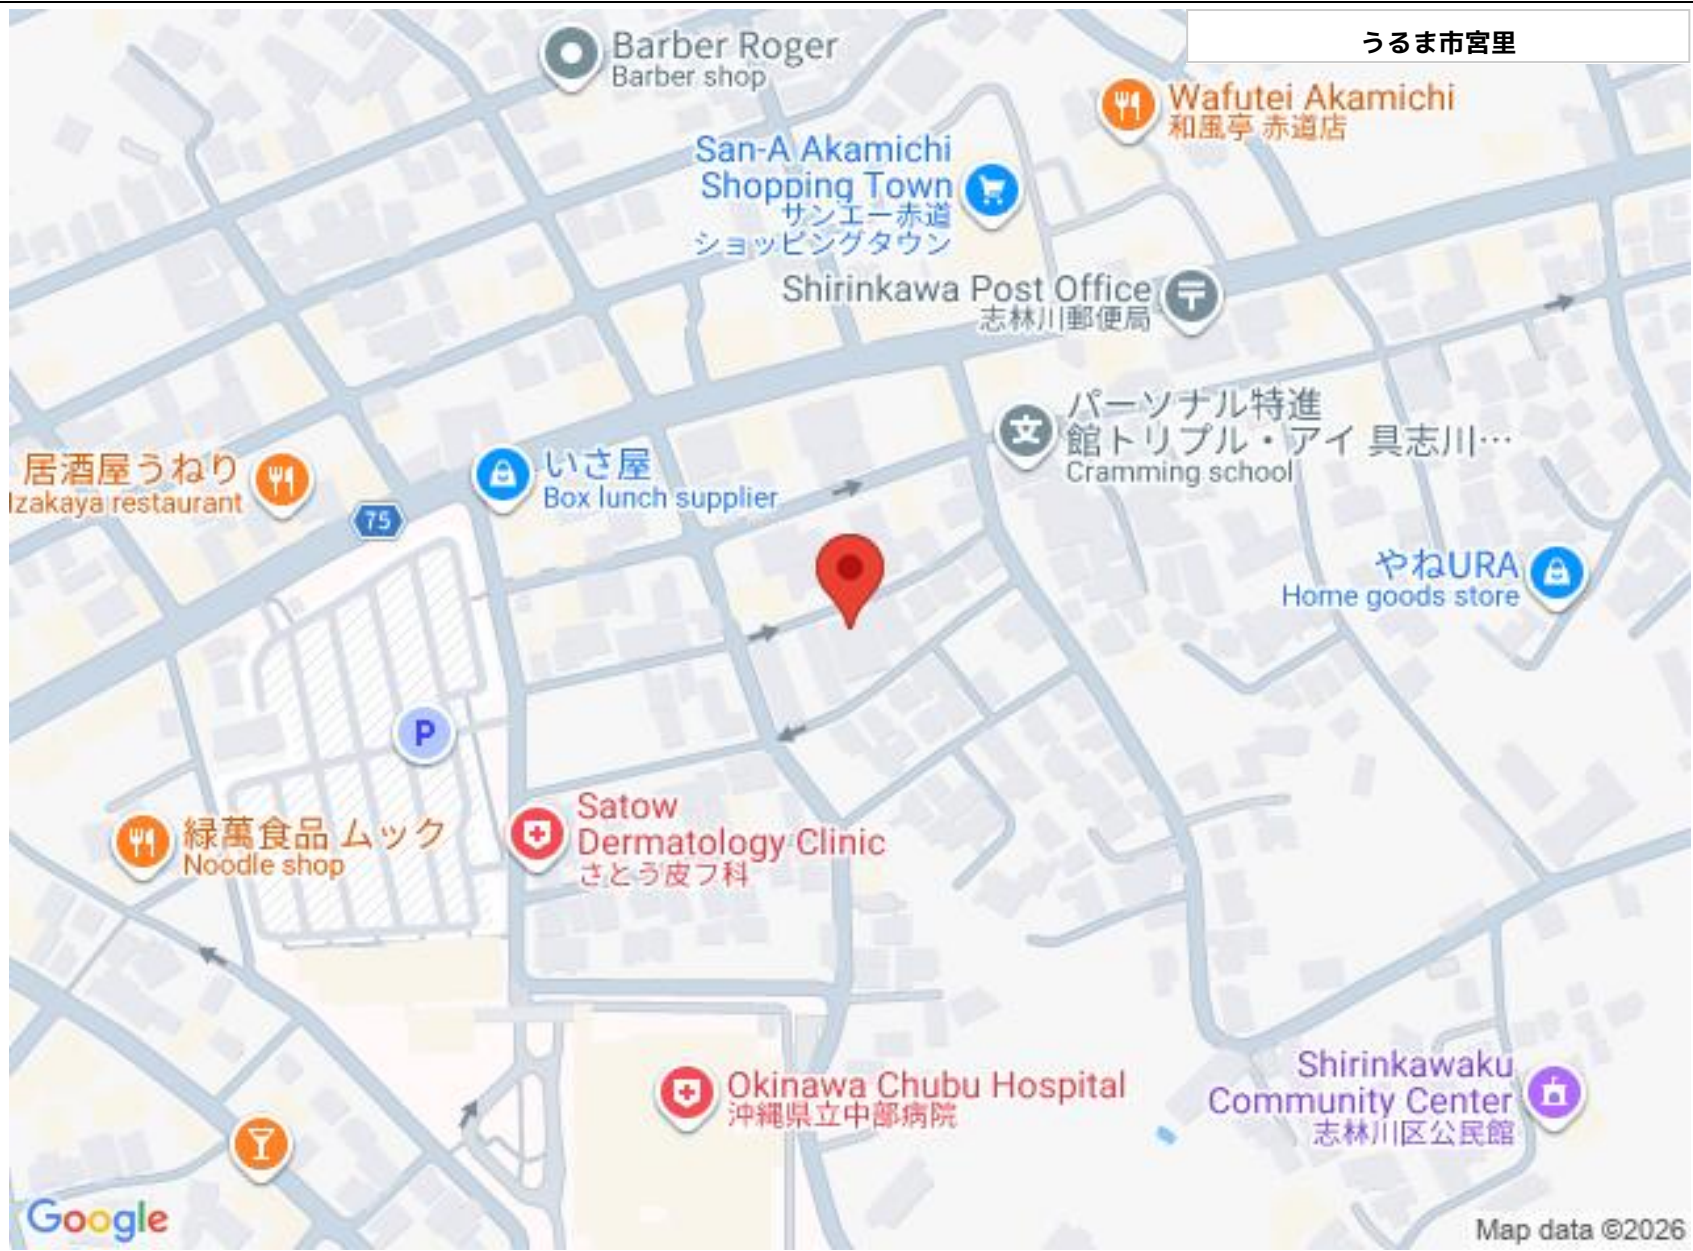 うるま市宮里
Barber Roger
Barber shop
Wafutei Akamichi
和風亭 赤道店
San-A Akamichi
Shopping Town
サンエー赤道
ショッピングタウン
Shirinkawa Post Office
志林川郵便局
パーソナル特進
館トリプル・アイ 具志川…
Cramming school
居酒屋うねり
Izakaya restaurant
いさ屋
Box lunch supplier
75
やねURA
Home goods store
P
緑萬食品 ムック
Noodle shop
Satow
Dermatology Clinic
さとう皮フ科
Okinawa Chubu Hospital
沖縄県立中部病院
Shirinkawaku
Community Center
志林川区公民館
Google
Map data ©2026